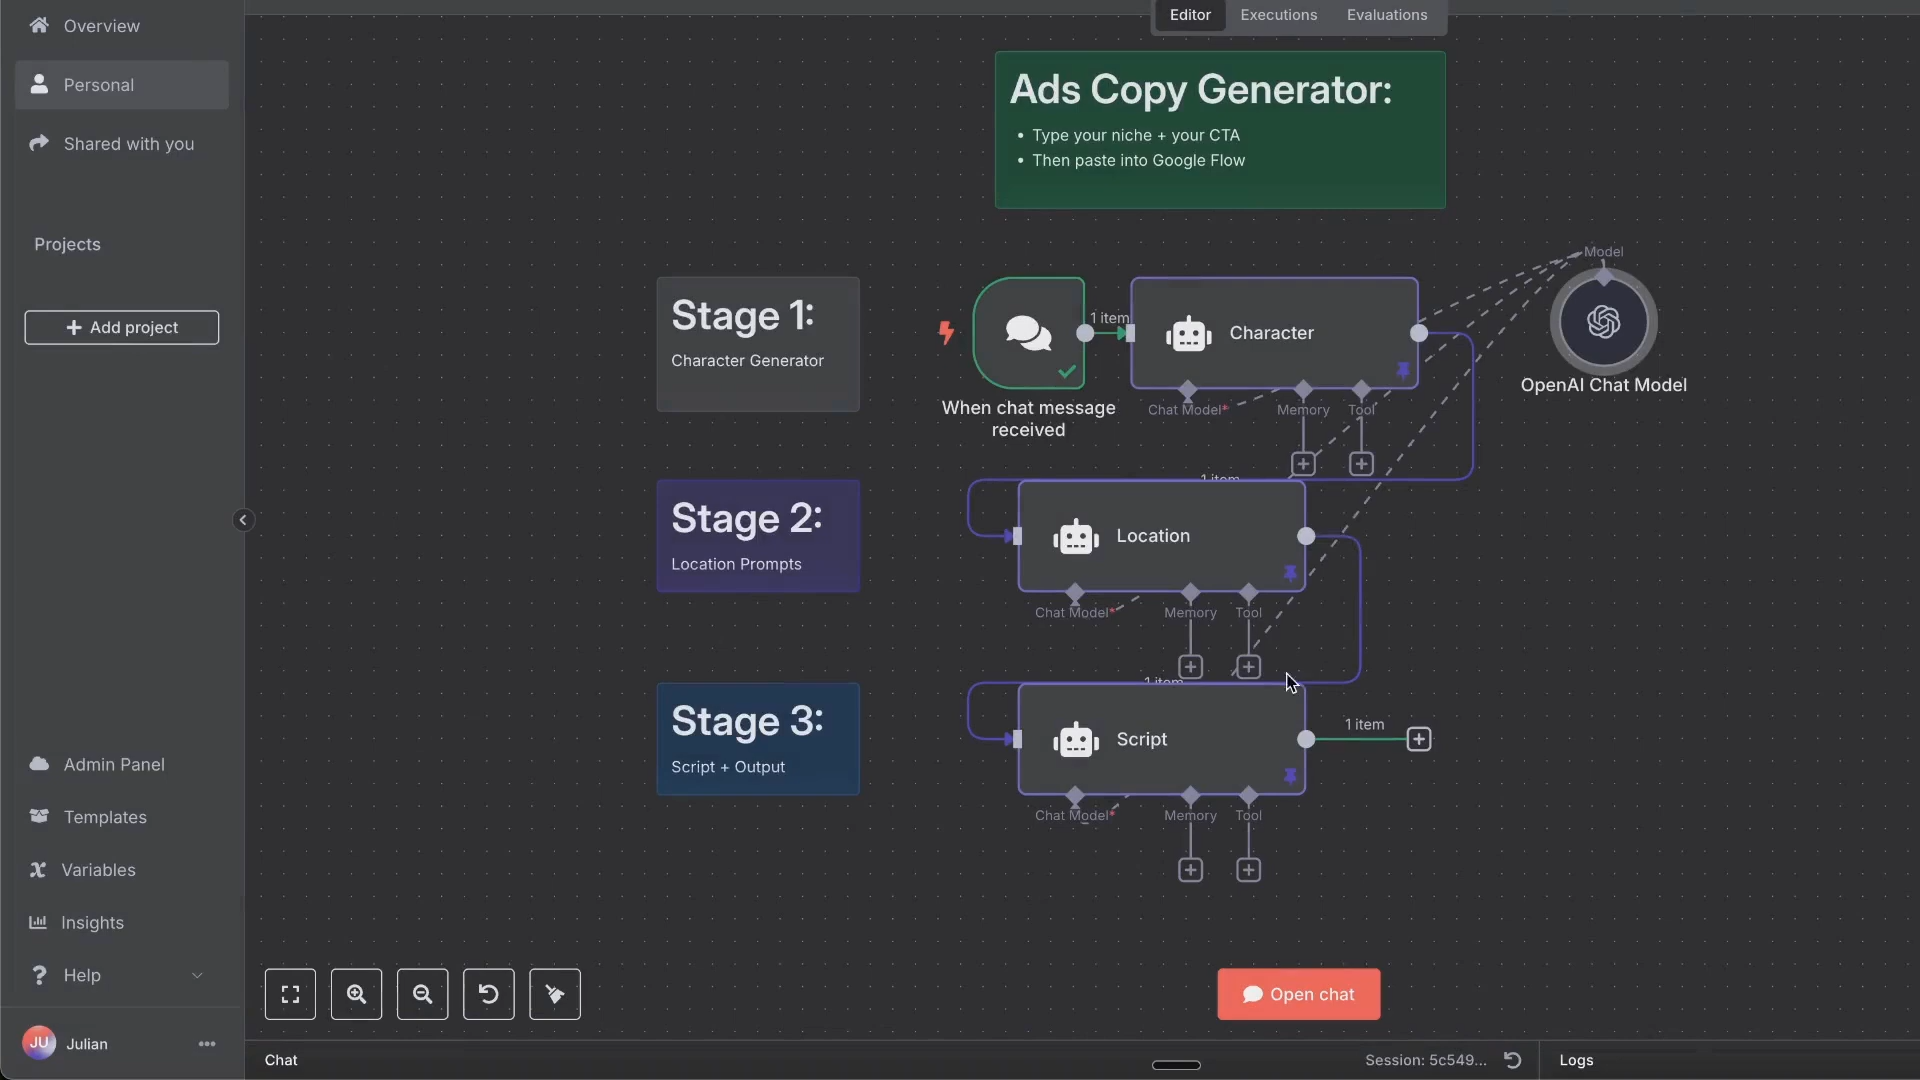 Overview
Personal
Shared with you
Projects
Add project
Admin Panel
Templates
Variables
Insights
Help
JU
Julian
Editor
Executions
Evaluations
Ads Copy Generator:
• Type your niche + your CTA
• Then paste into Google Flow
Stage 1:
Character Generator
When chat message
received
1 item
Character
Chat Model*
Memory
Tool
Model
OpenAI Chat Model
Stage 2:
Location Prompts
1 item
Location
Chat Model*
Memory
Tool
Stage 3:
Script + Output
1 item
Script
1 item
Chat Model*
Memory
Tool
Open chat
Chat
Session: 5c549...
Logs